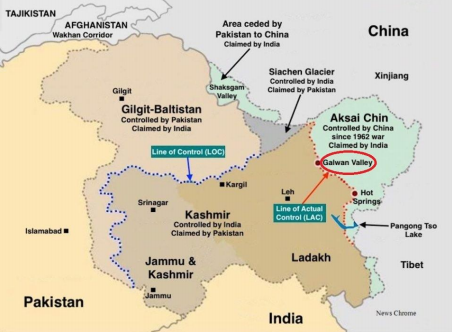 TAJIKISTAN
AFGHANISTAN
Wakhan Corridor
Area ceded by
Pakistan to China
Claimed by India
China
Shaksgam
Valley
Siachen Glacier
Controlled by India
Claimed by Pakistan
Xinjiang
Gilgit
Gilgit-Baltistan
Controlled by Pakistan
Claimed by India
Aksai Chin
Controlled by China
since 1962 war
Claimed by India
Line of Control (LOC)
Galwan Valley
Kargil
Leh
Hot
Springs
Srinagar
Kashmir
Controlled by India
Claimed by Pakistan
Line of Actual
Control (LAC)
Islamabad
Pangong Tso
Lake
Jammu &
Kashmir
Ladakh
Tibet
Jammu
Pakistan
India
News Chrome